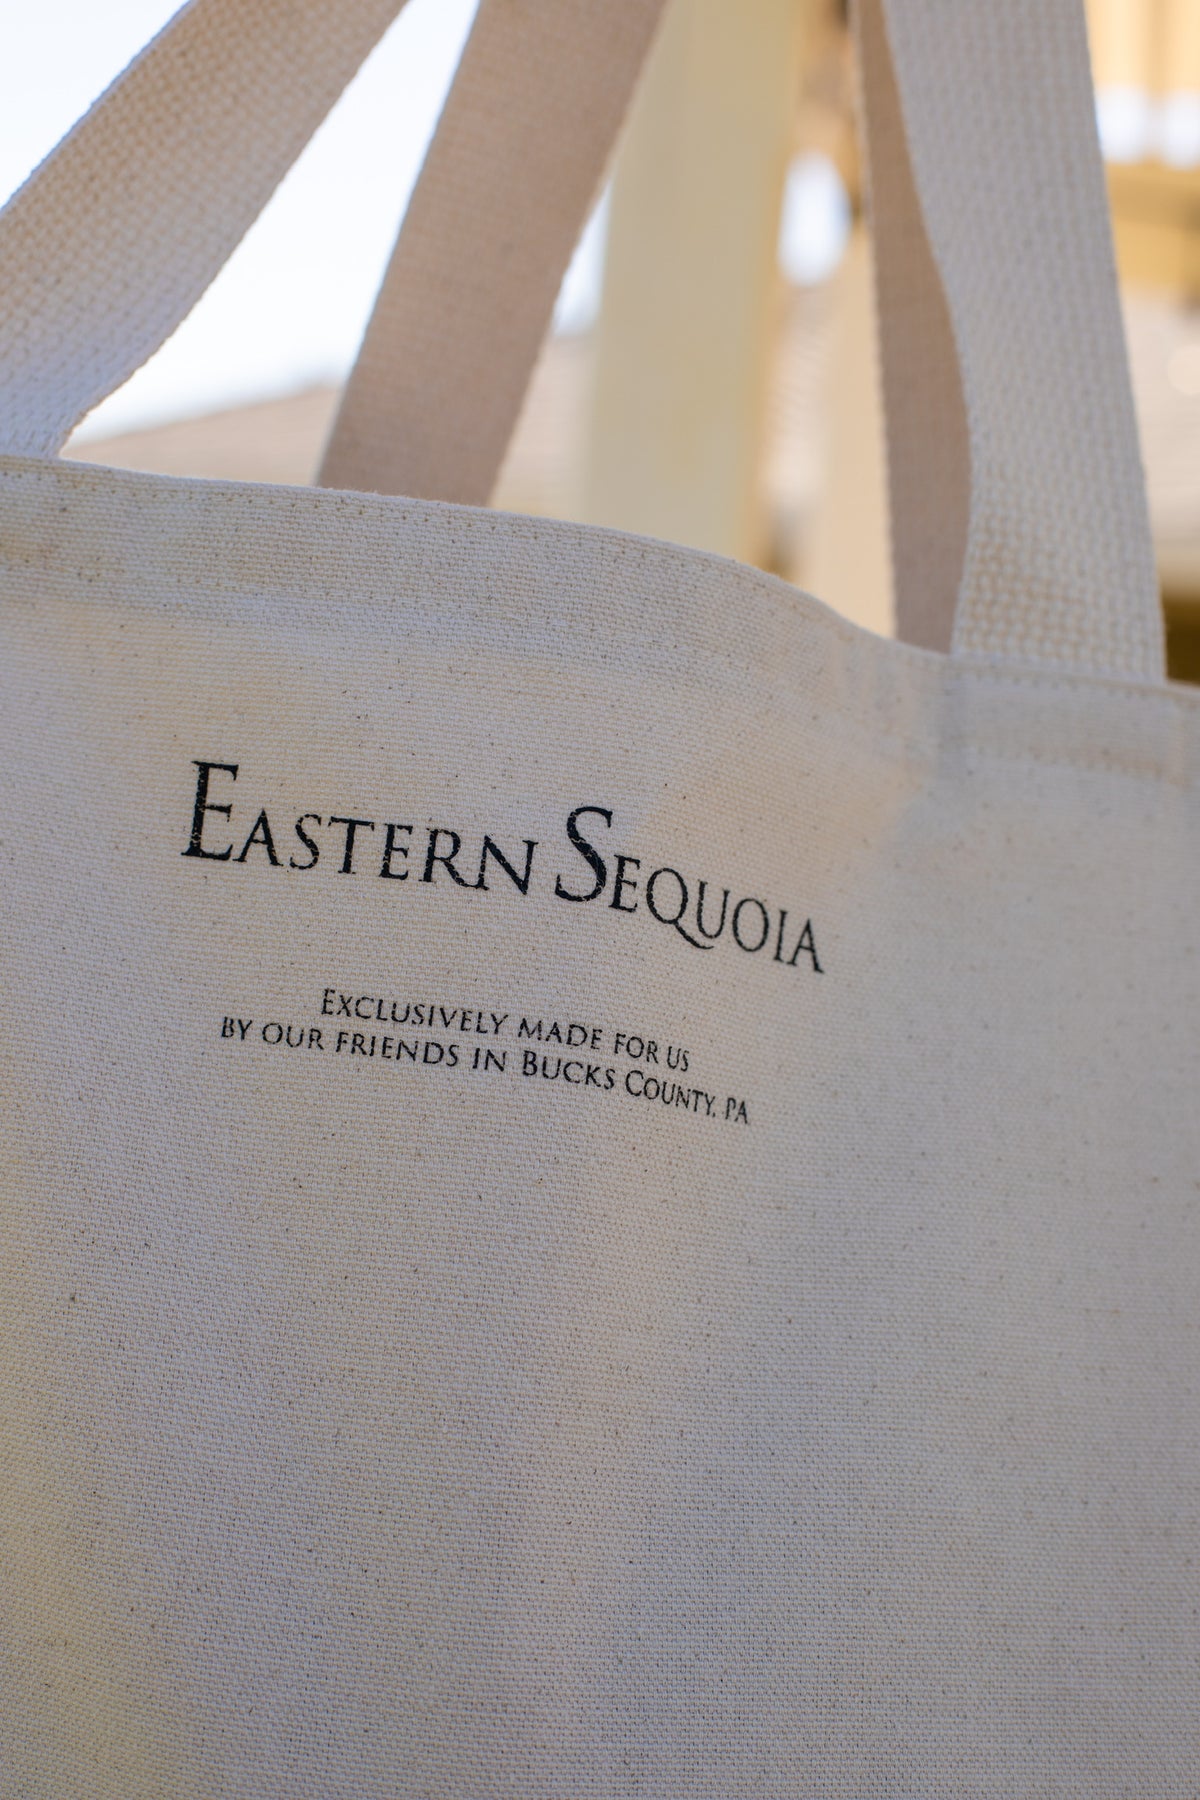 Eastern Sequoia
Exclusively made for us
by our friends in Bucks County, PA